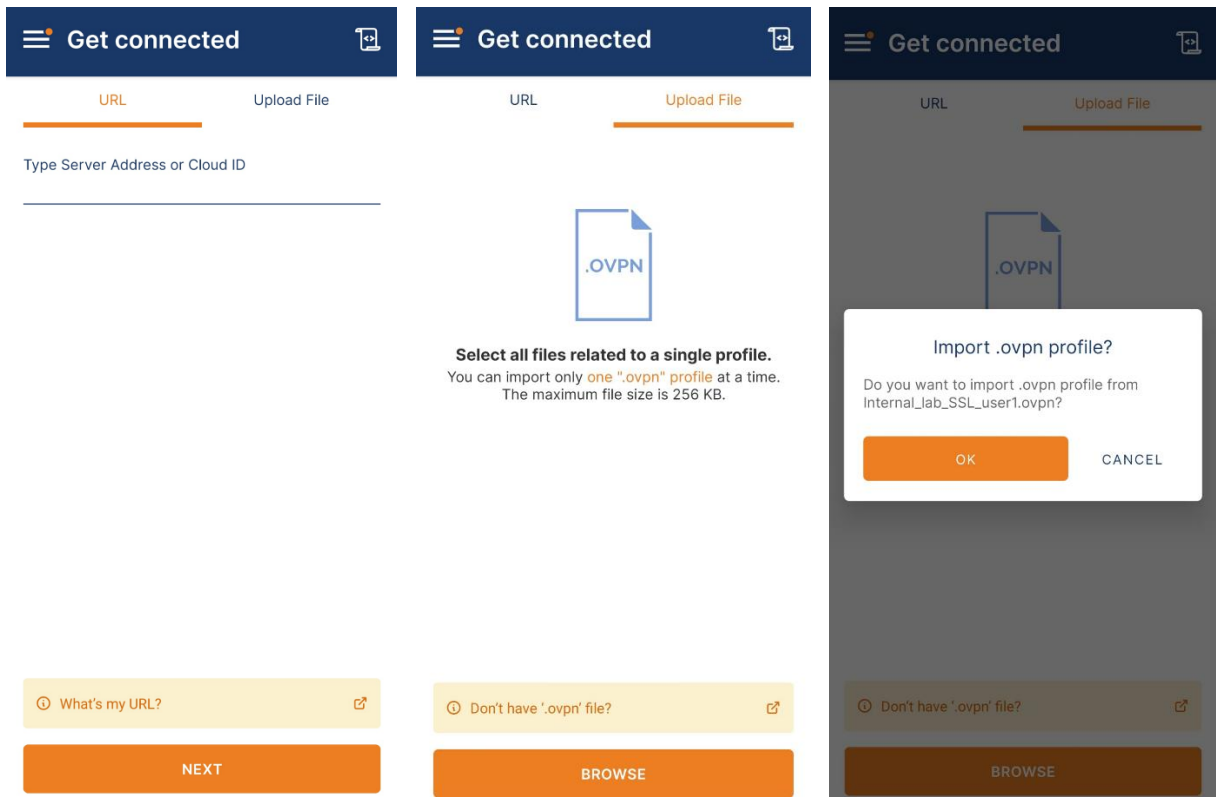 Get connected
URL
Upload File
Type Server Address or Cloud ID
What's my URL?
NEXT
Get connected
URL
Upload File
.OVPN
Select all files related to a single profile.
You can import only one ".ovpn" profile at a time.
The maximum file size is 256 KB.
Don't have '.ovpn' file?
BROWSE
Get connected
URL
Upload File
.OVPN
Import .ovpn profile?
Do you want to import .ovpn profile from
Internal_lab_SSL_user1.ovpn?
OK
CANCEL
Don't have '.ovpn' file?
BROWSE